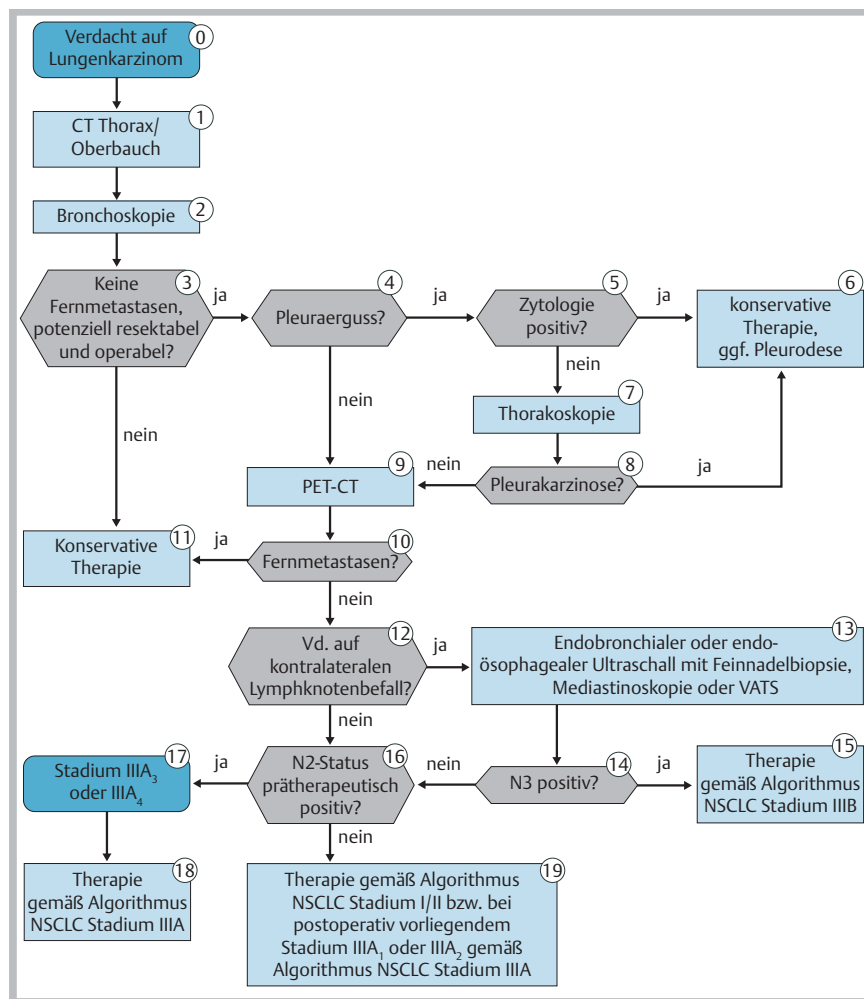 Verdacht auf
Lungenkarzinom
0
CT Thorax/
Oberbauch
1
Bronchoskopie
2
Keine
Fernmetastasen,
potenziell resektabel
und operabel?
3
ja
Pleuraerguss?
4
ja
Zytologie
positiv?
5
ja
konservative
Therapie,
ggf. Pleurodese
6
nein
nein
nein
Thorakoskopie
7
PET-CT
9
nein
Pleurakarzinose?
8
ja
Konservative
Therapie
11
ja
Fernmetastasen?
10
nein
Vd. auf
kontralateralen
Lymphknotenbefall?
12
ja
Endobronchialer oder endo-
ösophagealer Ultraschall mit Feinnadelbiopsie,
Mediastinoskopie oder VATS
13
nein
Stadium IIIA₃
oder IIIA₄
17
ja
N2-Status
prätherapeutisch
positiv?
16
nein
N3 positiv?
14
ja
Therapie
gemäß Algorithmus
NSCLC Stadium IIIB
15
nein
Therapie
gemäß Algorithmus
NSCLC Stadium IIIA
18
Therapie gemäß Algorithmus
NSCLC Stadium I/II bzw. bei
postoperativ vorliegendem
Stadium IIIA₁ oder IIIA₂ gemäß
Algorithmus NSCLC Stadium IIIA
19